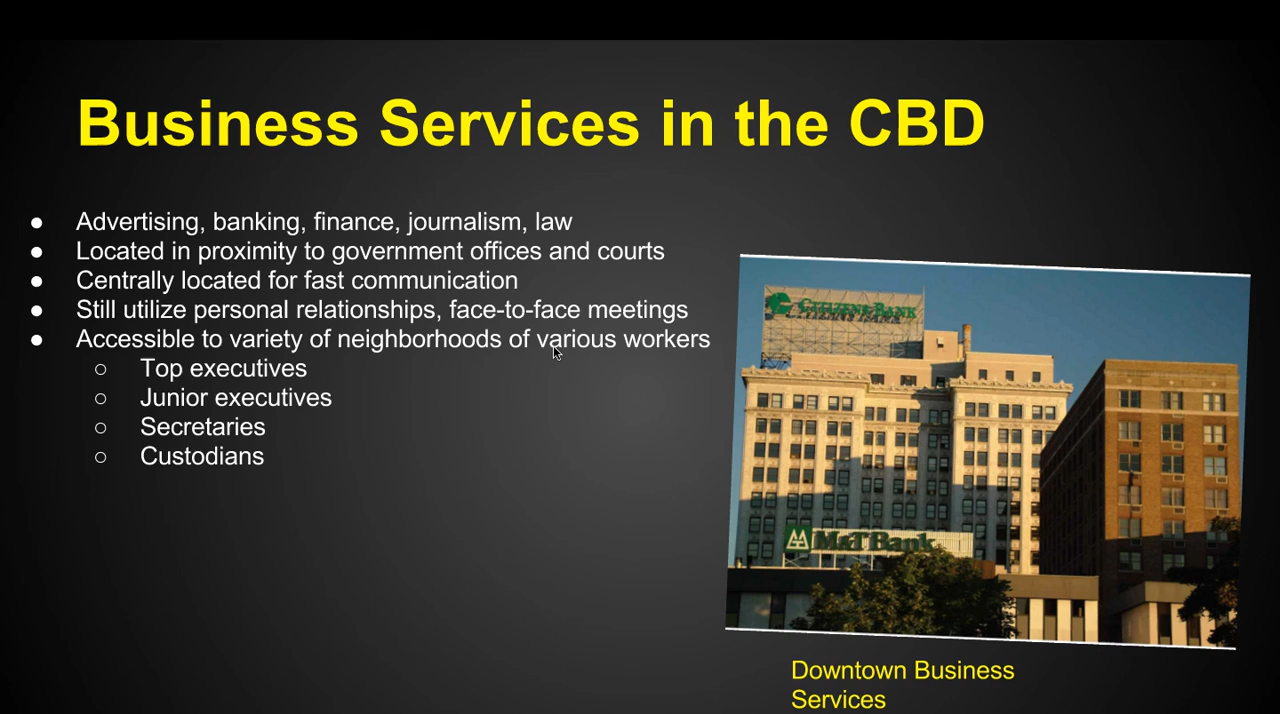 Business Services in the CBD
● Advertising, banking, finance, journalism, law
● Located in proximity to government offices and courts
● Centrally located for fast communication
● Still utilize personal relationships, face-to-face meetings
● Accessible to variety of neighborhoods of various workers
○ Top executives
○ Junior executives
○ Secretaries
○ Custodians
Citizens Bank
M&T Bank
Downtown Business
Services